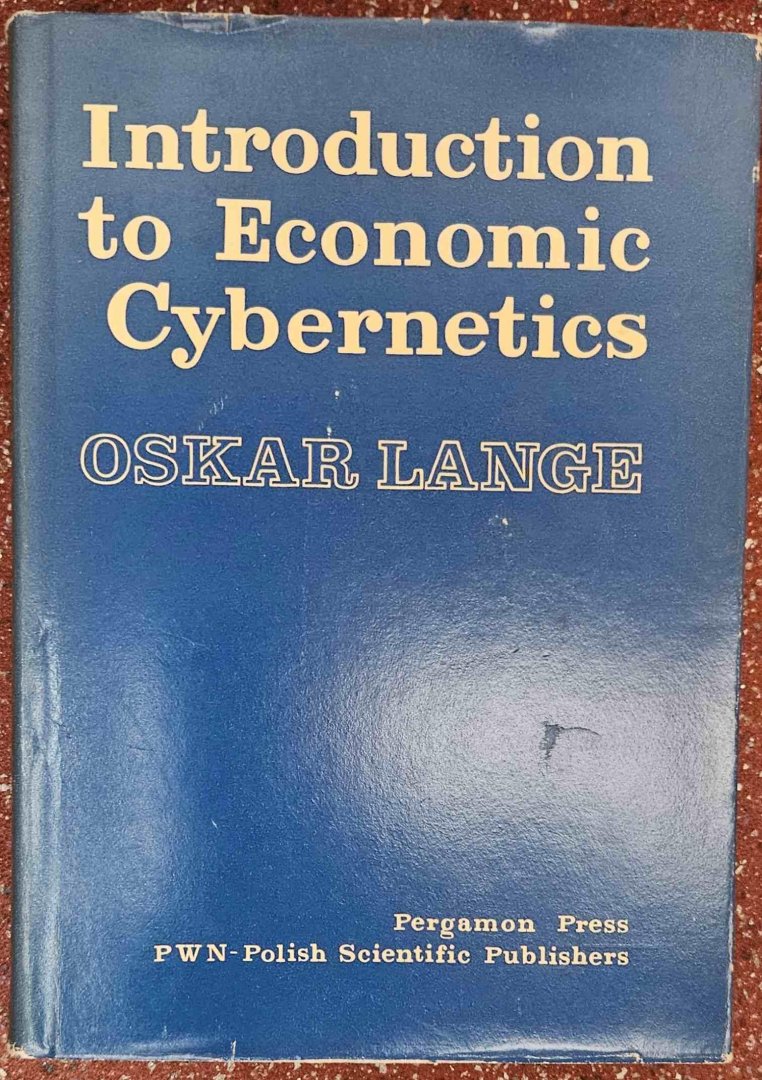 Introduction
to Economic
Cybernetics
OSKAR LANGE
Pergamon Press
PWN-Polish Scientific Publishers